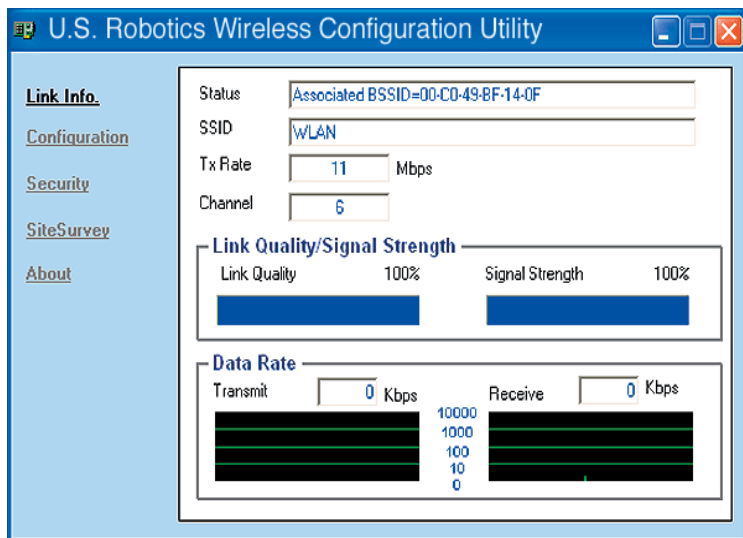 U.S. Robotics Wireless Configuration Utility
Link Info.
Configuration
Security
SiteSurvey
About
Status Associated BSSID=00-C0-49-BF-14-0F
SSID WLAN
Tx Rate 11 Mbps
Channel 6
Link Quality/Signal Strength
Link Quality 100% Signal Strength 100%
Data Rate
Transmit 0 Kbps Receive 0 Kbps
10000
1000
100
10
0